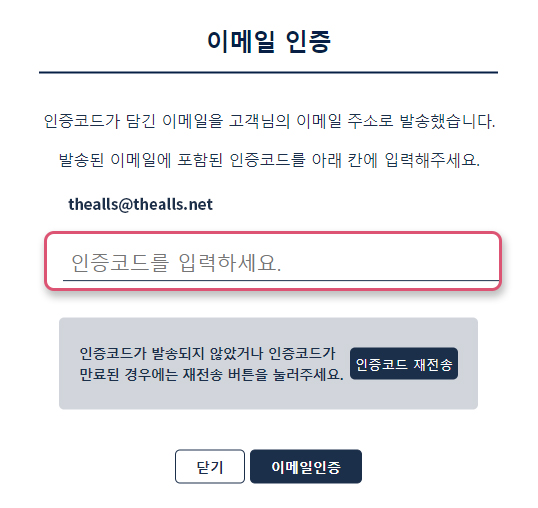 이메일 인증
인증코드가 담긴 이메일을 고객님의 이메일 주소로 발송했습니다.
발송된 이메일에 포함된 인증코드를 아래 칸에 입력해주세요.
thealls@thealls.net
인증코드를 입력하세요.
인증코드가 발송되지 않았거나 인증코드가
만료된 경우에는 재전송 버튼을 눌러주세요.
인증코드 재전송
닫기
이메일인증